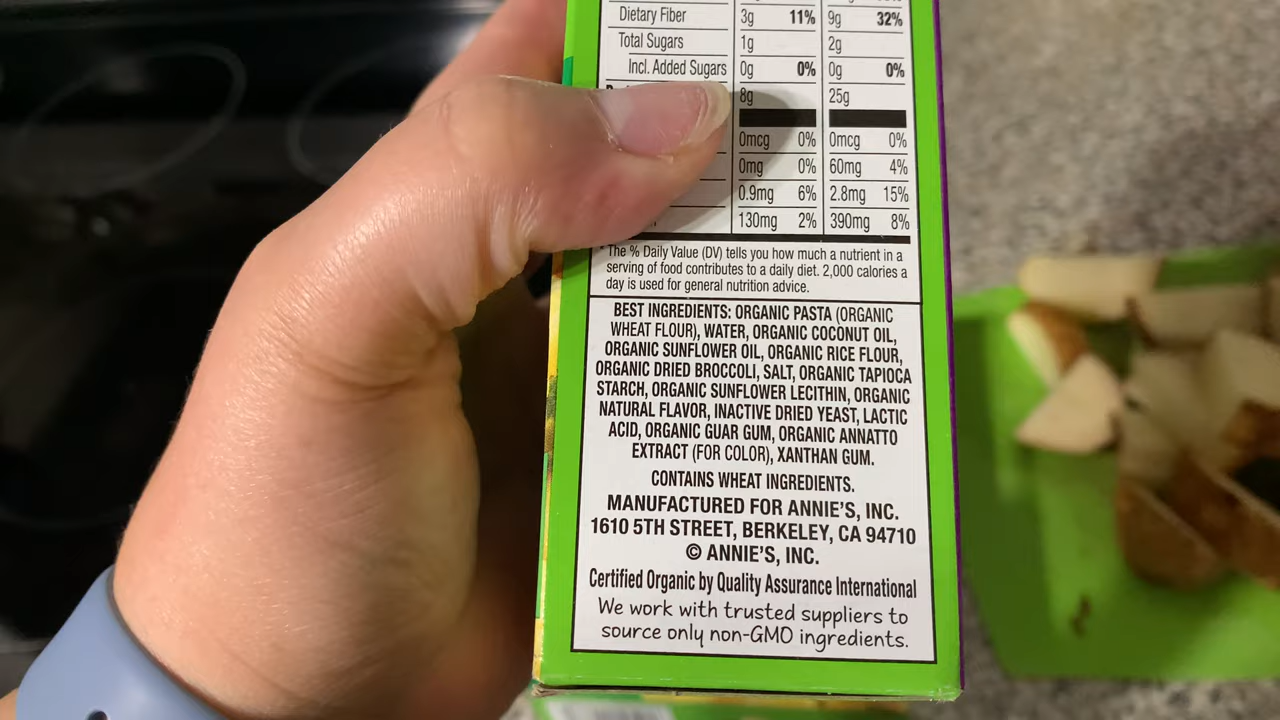 Dietary Fiber 3g 11% 9g 32%
Total Sugars 1g 2g
Incl. Added Sugars 0g 0% 0g 0%
8g 25g
0mcg 0% 0mcg 0%
0mg 0% 60mg 4%
0.9mg 6% 2.8mg 15%
130mg 2% 390mg 8%
* The % Daily Value (DV) tells you how much a nutrient in a
serving of food contributes to a daily diet. 2,000 calories a
day is used for general nutrition advice.
BEST INGREDIENTS: ORGANIC PASTA (ORGANIC
WHEAT FLOUR), WATER, ORGANIC COCONUT OIL,
ORGANIC SUNFLOWER OIL, ORGANIC RICE FLOUR,
ORGANIC DRIED BROCCOLI, SALT, ORGANIC TAPIOCA
STARCH, ORGANIC SUNFLOWER LECITHIN, ORGANIC
NATURAL FLAVOR, INACTIVE DRIED YEAST, LACTIC
ACID, ORGANIC GUAR GUM, ORGANIC ANNATTO
EXTRACT (FOR COLOR), XANTHAN GUM.
CONTAINS WHEAT INGREDIENTS.
MANUFACTURED FOR ANNIE'S, INC.
1610 5TH STREET, BERKELEY, CA 94710
© ANNIE'S, INC.
Certified Organic by Quality Assurance International
We work with trusted suppliers to
source only non-GMO ingredients.